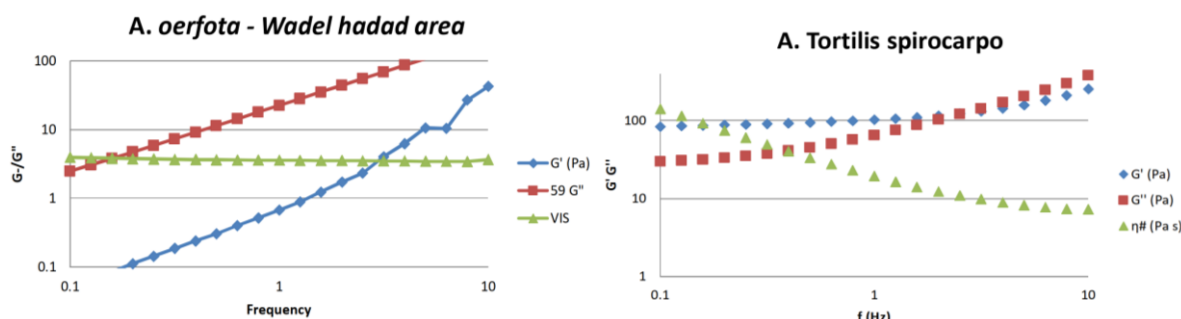 A. oerfota - Wadel hadad area
100
10
1
0.1
G-/G"
0.1
1
10
Frequency
G' (Pa)
59 G"
VIS
A. Tortilis spirocarpo
100
10
1
G' G"
0.1
1
10
f (Hz)
G' (Pa)
G'' (Pa)
η# (Pa s)